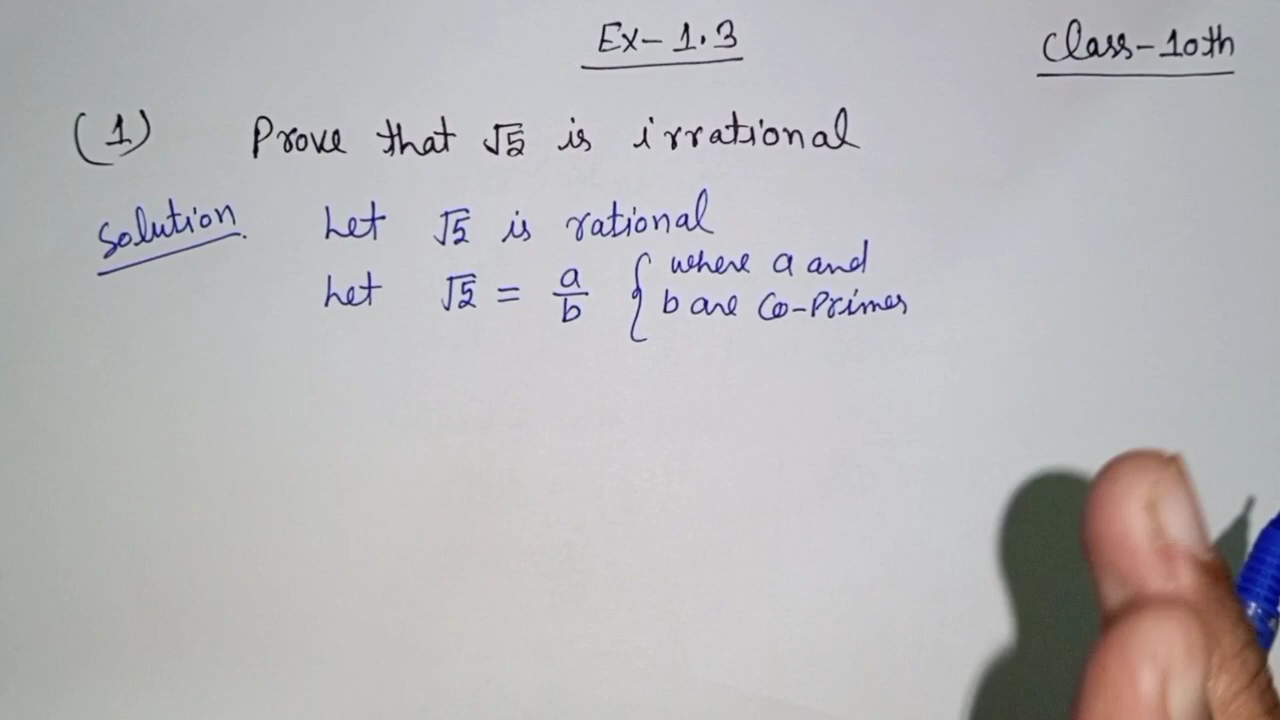 Ex-1.3
Class-10th
(1) Prove that √5 is irrational
Solution. Let √5 is rational
Let √5 = a/b { where a and
b are Co-Primes